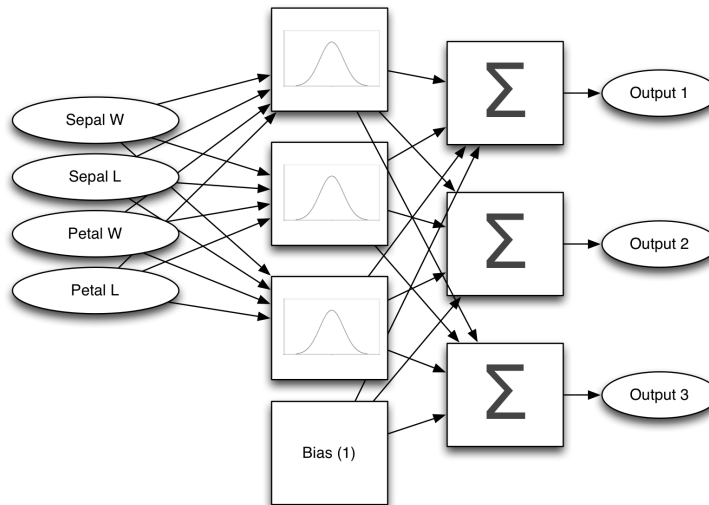 Sepal W
Sepal L
Petal W
Petal L
Bias (1)
Σ
Σ
Σ
Output 1
Output 2
Output 3